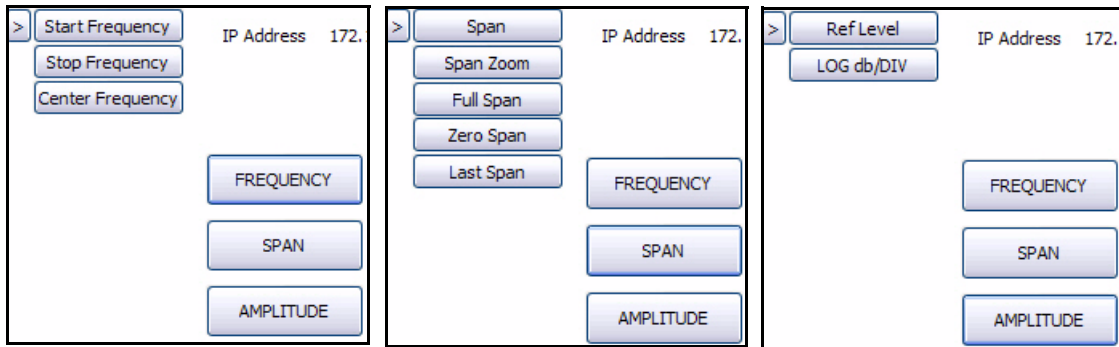 > Start Frequency
IP Address 172.
Stop Frequency
Center Frequency
FREQUENCY
SPAN
AMPLITUDE
> Span
IP Address 172.
Span Zoom
Full Span
Zero Span
Last Span
FREQUENCY
SPAN
AMPLITUDE
> Ref Level
IP Address 172.
LOG db/DIV
FREQUENCY
SPAN
AMPLITUDE